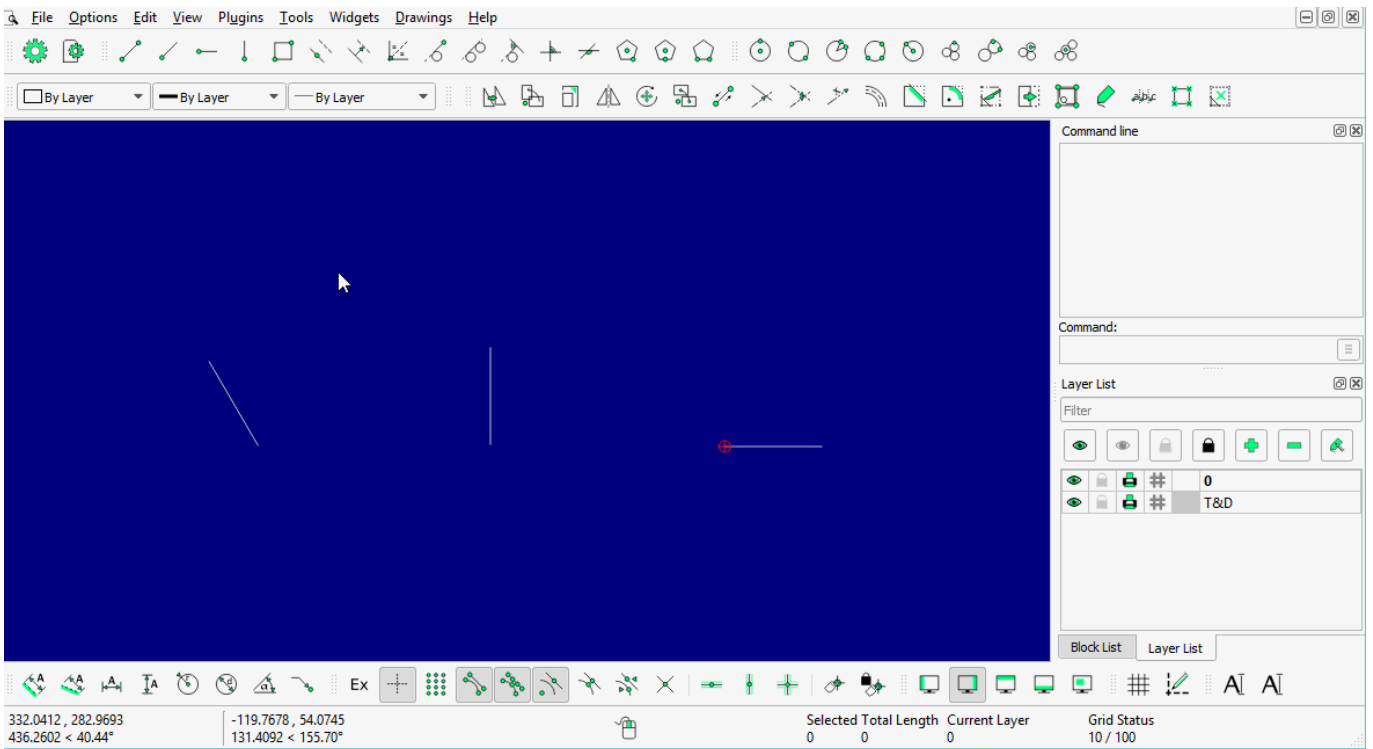 File Options Edit View Plugins Tools Widgets Drawings Help
By Layer By Layer By Layer
Command line
Command:
Layer List
Filter
0
T&D
Block List Layer List
Ex
332.0412 , 282.9693 -119.7678 , 54.0745 Selected Total Length Current Layer Grid Status
436.2602 < 40.44° 131.4092 < 155.70° 0 0 0 10 / 100